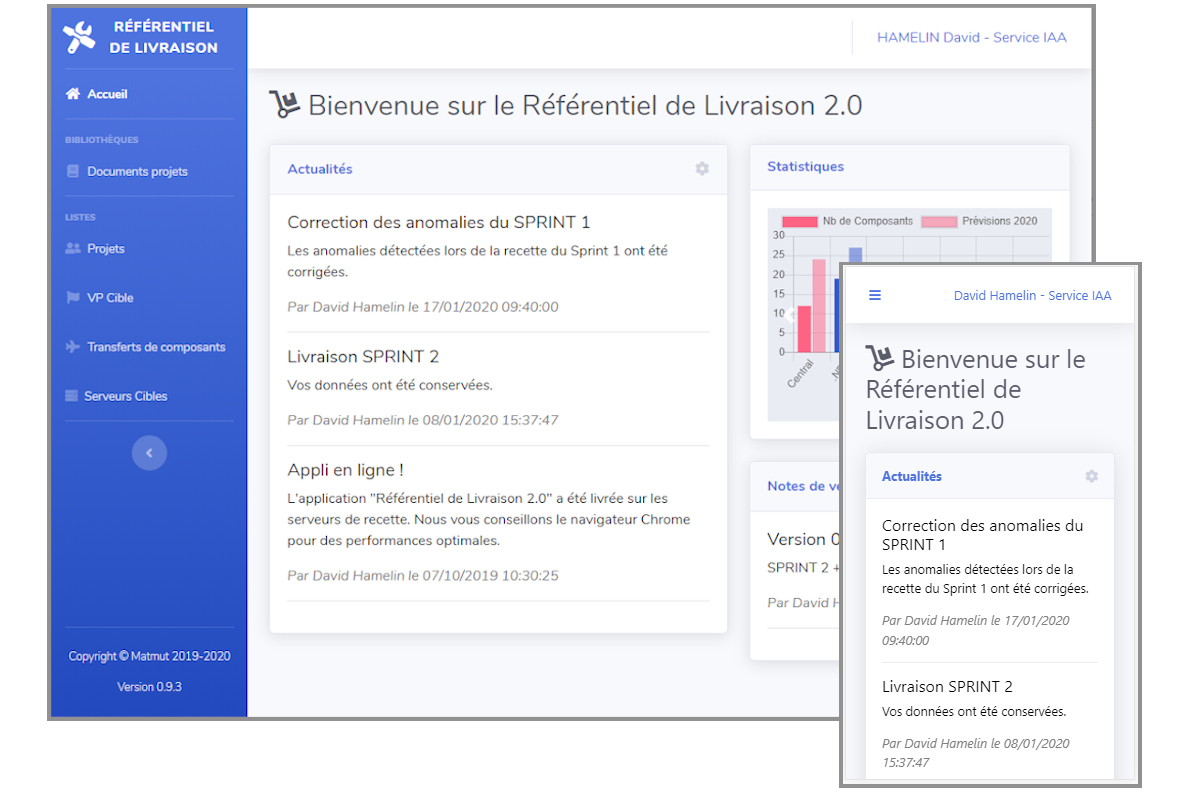 RÉFÉRENTIEL
DE LIVRAISON
Accueil
BIBLIOTHÈQUES
Documents projets
LISTES
Projets
VP Cible
Transferts de composants
Serveurs Cibles
Copyright © Matmut 2019-2020
Version 0.9.3
HAMELIN David - Service IAA
Bienvenue sur le Référentiel de Livraison 2.0
Actualités
Correction des anomalies du SPRINT 1
Les anomalies détectées lors de la recette du Sprint 1 ont été
corrigées.
Par David Hamelin le 17/01/2020 09:40:00
Livraison SPRINT 2
Vos données ont été conservées.
Par David Hamelin le 08/01/2020 15:37:47
Appli en ligne !
L'application "Référentiel de Livraison 2.0" a été livrée sur les
serveurs de recette. Nous vous conseillons le navigateur Chrome
pour des performances optimales.
Par David Hamelin le 07/10/2019 10:30:25
Statistiques
Nb de Composants Prévisions 2020
30
25
20
15
10
5
0
Central
Notes de
Version
SPRINT 2 +
Par David
David Hamelin - Service IAA
Bienvenue sur le
Référentiel de
Livraison 2.0
Actualités
Correction des anomalies du
SPRINT 1
Les anomalies détectées lors de la
recette du Sprint 1 ont été corrigées.
Par David Hamelin le 17/01/2020
09:40:00
Livraison SPRINT 2
Vos données ont été conservées.
Par David Hamelin le 08/01/2020
15:37:47